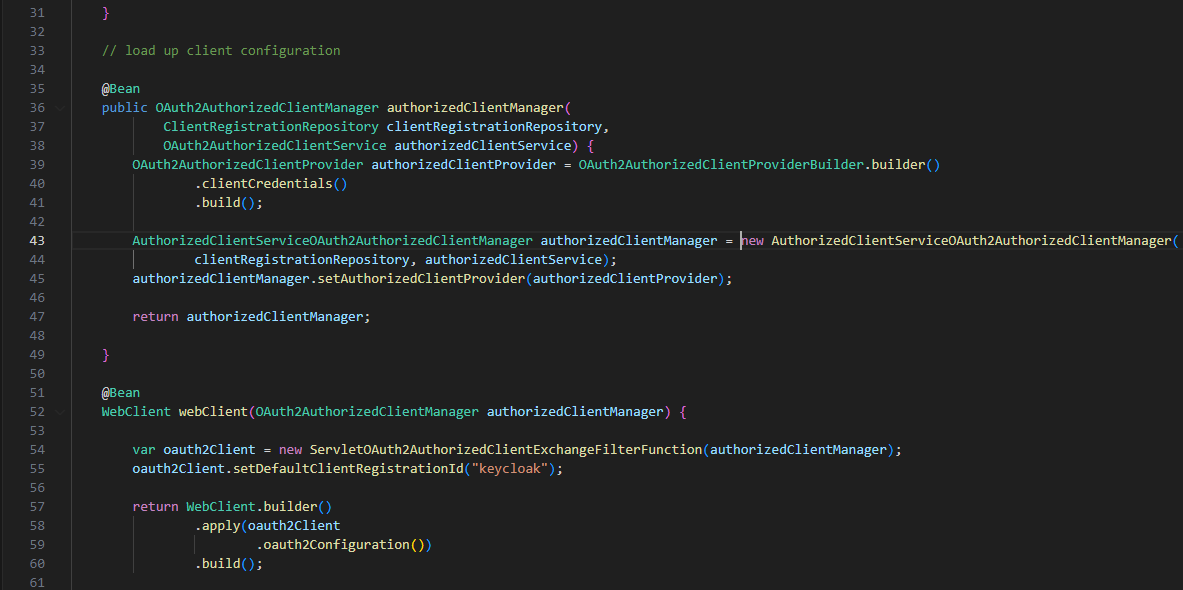 31 }
32
33 // load up client configuration
34
35 @Bean
36 public OAuth2AuthorizedClientManager authorizedClientManager(
37 ClientRegistrationRepository clientRegistrationRepository,
38 OAuth2AuthorizedClientService authorizedClientService) {
39 OAuth2AuthorizedClientProvider authorizedClientProvider = OAuth2AuthorizedClientProviderBuilder.builder()
40 .clientCredentials()
41 .build();
42
43 AuthorizedClientServiceOAuth2AuthorizedClientManager authorizedClientManager = new AuthorizedClientServiceOAuth2AuthorizedClientManager(
44 clientRegistrationRepository, authorizedClientService);
45 authorizedClientManager.setAuthorizedClientProvider(authorizedClientProvider);
46
47 return authorizedClientManager;
48
49 }
50
51 @Bean
52 WebClient webClient(OAuth2AuthorizedClientManager authorizedClientManager) {
53
54 var oauth2Client = new ServletOAuth2AuthorizedClientExchangeFilterFunction(authorizedClientManager);
55 oauth2Client.setDefaultClientRegistrationId("keycloak");
56
57 return WebClient.builder()
58 .apply(oauth2Client
59 .oauth2Configuration())
60 .build();
61